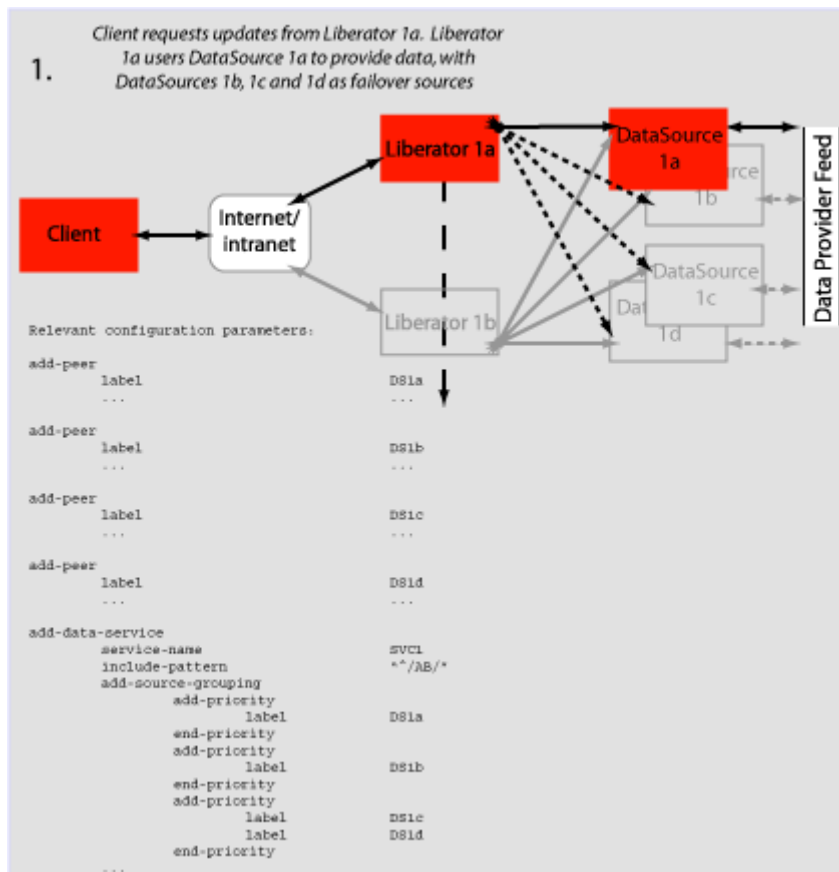 Client requests updates from Liberator 1a. Liberator
1a users DataSource 1a to provide data, with
DataSources 1b, 1c and 1d as failover sources
1.
Liberator 1a
DataSource
1a
1b
Client
Internet/
intranet
Liberator 1b
DataSource
1c
1d
Data Provider Feed
Relevant configuration parameters:
add-peer
label DS1a
... ...
add-peer
label DS1b
... ...
add-peer
label DS1c
... ...
add-peer
label DS1d
... ...
add-data-service
service-name SVC1
include-pattern "^/AB/"
add-source-grouping
add-priority
label DS1a
end-priority
add-priority
label DS1b
end-priority
add-priority
label DS1c
label DS1d
end-priority
...